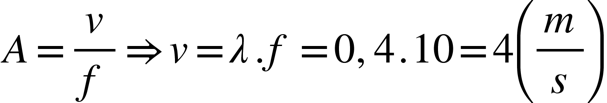 A = v/f ⇒ v = λ.f = 0,4.10 = 4(m/s)